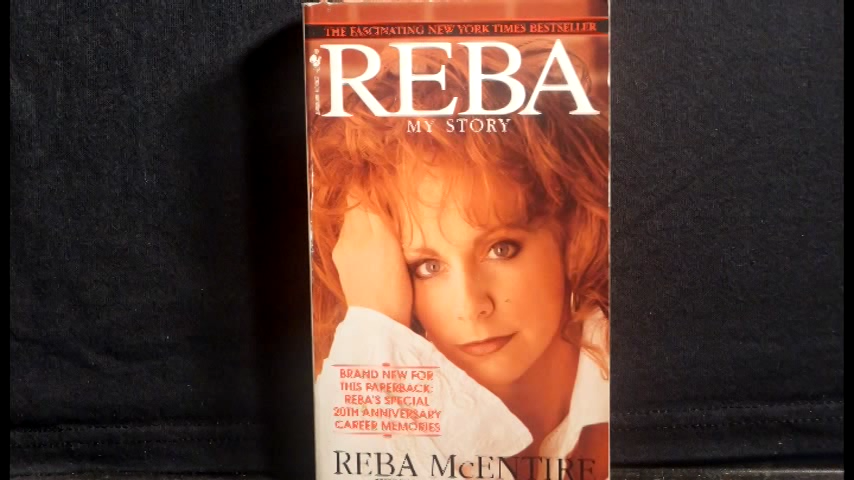 THE FASCINATING NEW YORK TIMES BESTSELLER
REBA
MY STORY
BRAND NEW FOR
THIS PAPERBACK:
REBA'S SPECIAL
20TH ANNIVERSARY
CAREER MEMORIES
REBA McENTIRE